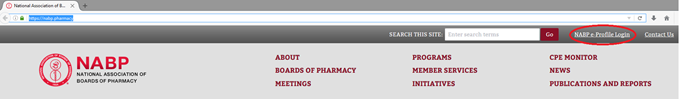 National Association of B...
https://nabp.pharmacy
SEARCH THIS SITE: Enter search terms Go NABP e-Profile Login Contact Us
NABP
NATIONAL ASSOCIATION OF
BOARDS OF PHARMACY
ABOUT PROGRAMS CPE MONITOR
BOARDS OF PHARMACY MEMBER SERVICES NEWS
MEETINGS INITIATIVES PUBLICATIONS AND REPORTS